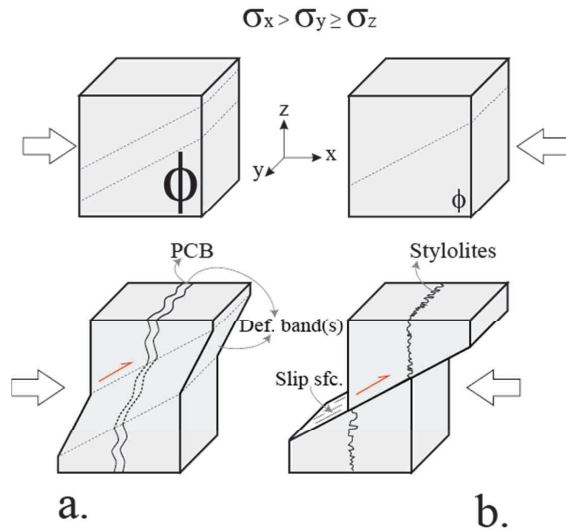 σx > σy ≥ σz
z
y
x
ϕ
ϕ
PCB
Stylolites
Def. band(s)
Slip sfc.
a.
b.